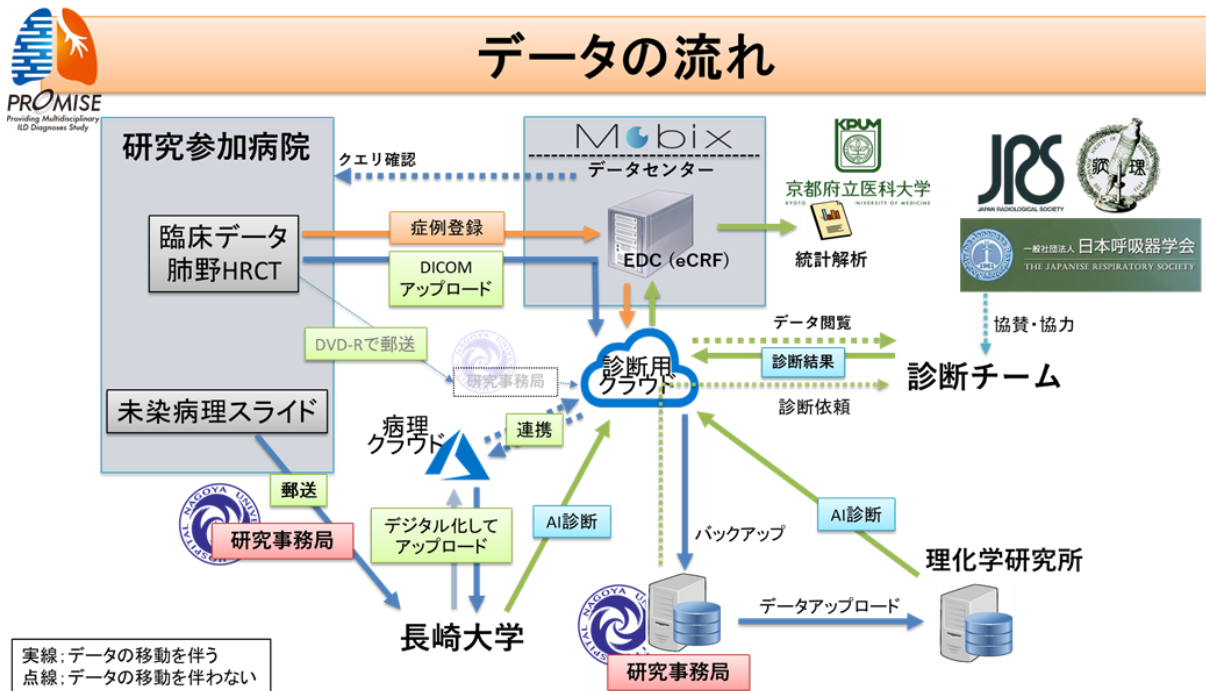 データの流れ
PROMISE
Providing Multidisciplinary
ILD Diagnoses Study
研究参加病院
クエリ確認
Mobix
データセンター
KPUM
京都府立医科大学
KYOTO UNIVERSITY OF MEDICINE
統計解析
JRS
JAPAN RADIOLOGICAL SOCIETY
病理
一般社団法人 日本呼吸器学会
THE JAPANESE RESPIRATORY SOCIETY
1961
臨床データ
肺野HRCT
症例登録
DICOM
アップロード
EDC (eCRF)
DVD-Rで郵送
研究事務局
診断用
クラウド
データ閲覧
診断結果
診断依頼
協賛・協力
診断チーム
未染病理スライド
病理
クラウド
連携
郵送
研究事務局
デジタル化して
アップロード
AI診断
バックアップ
AI診断
理化学研究所
長崎大学
データアップロード
研究事務局
実線；データの移動を伴う
点線；データの移動を伴わない